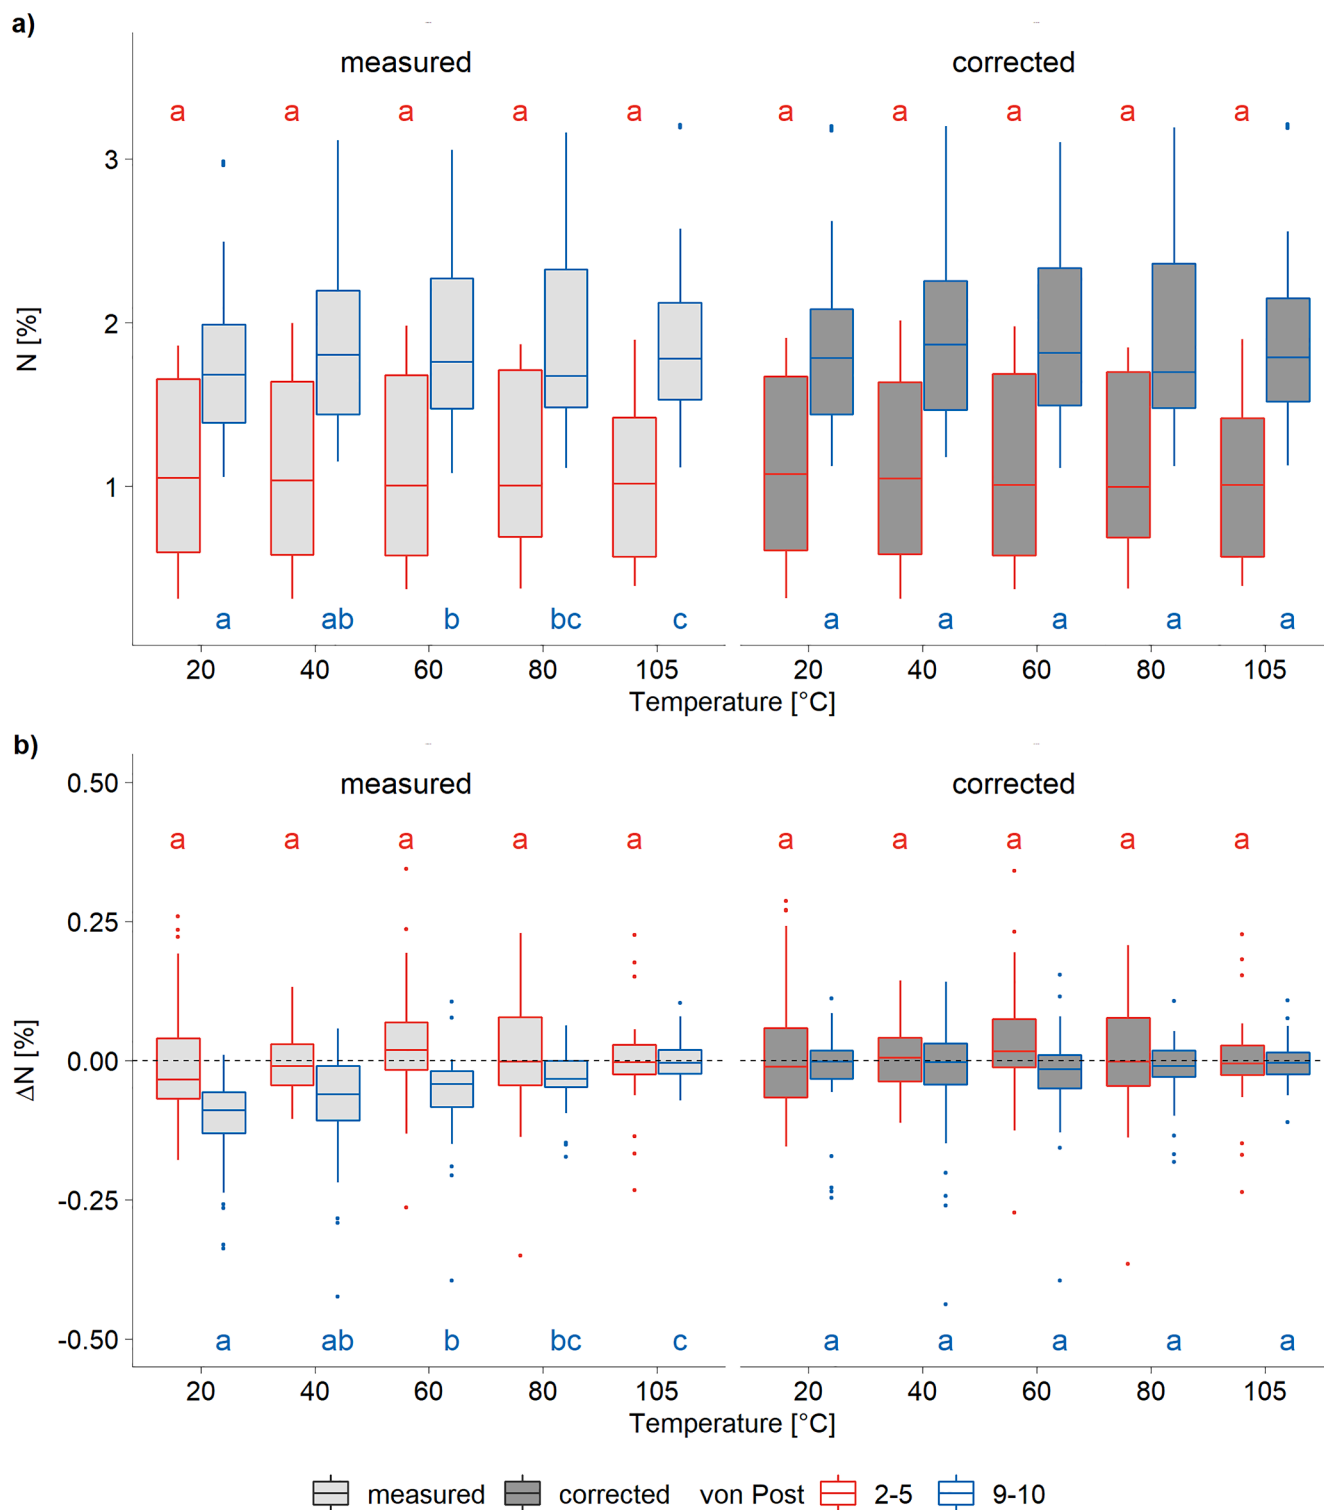 a)
measured corrected
a a a a a a a a a a
3
2
1
N [%]
a ab b bc c a a a a a
20 40 60 80 105 20 40 60 80 105
Temperature [°C]
b)
measured corrected
0.50
a a a a a a a a a a
0.25
0.00
-0.25
-0.50
ΔN [%]
a ab b bc c a a a a a
20 40 60 80 105 20 40 60 80 105
Temperature [°C]
measured corrected von Post 2-5 9-10